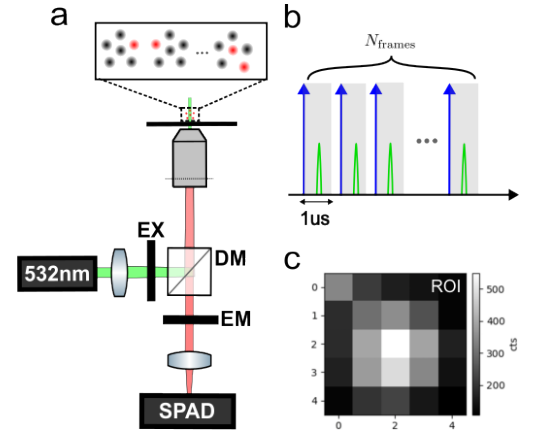 a
...
EX
DM
532nm
EM
SPAD
b
N_frames
...
1us
c
ROI
0
1
2
3
4
0
2
4
500
400
300
200
cts